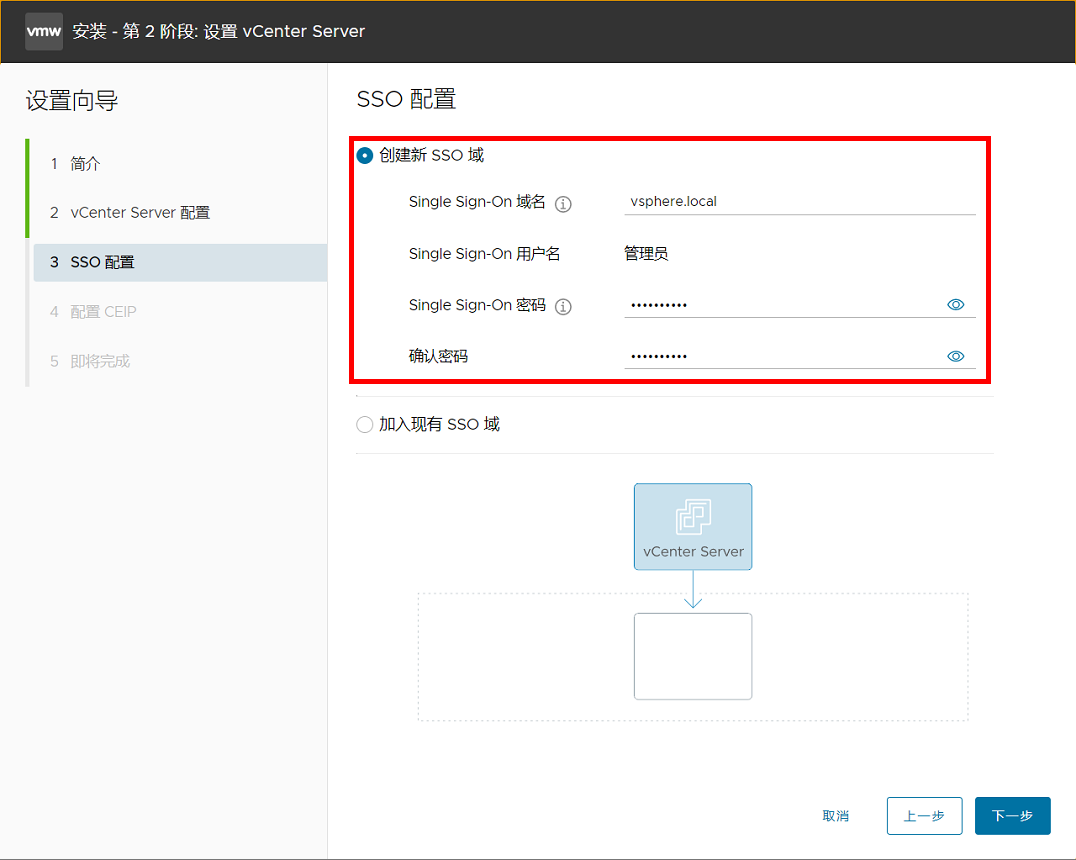 vmw 安装 - 第 2 阶段: 设置 vCenter Server
设置向导
1 简介
2 vCenter Server 配置
3 SSO 配置
4 配置 CEIP
5 即将完成
SSO 配置
创建新 SSO 域
Single Sign-On 域名 vsphere.local
Single Sign-On 用户名 管理员
Single Sign-On 密码 ••••••••••
确认密码 ••••••••••
加入现有 SSO 域
vCenter Server
取消 上一步 下一步